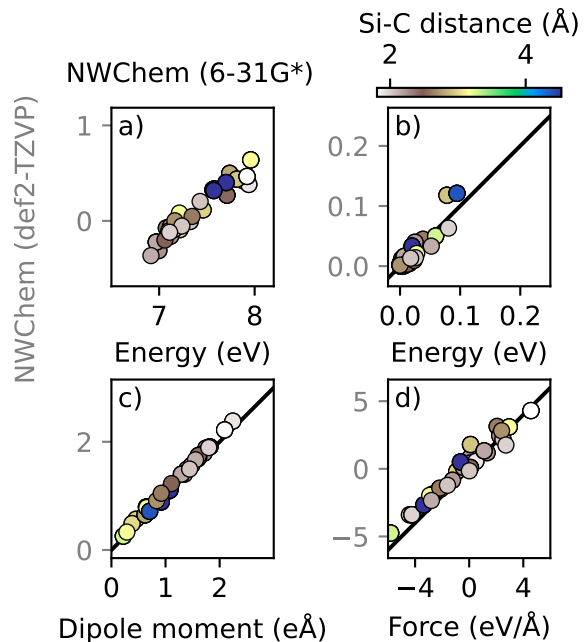 Si-C distance (Å)
2 4
NWChem (6-31G*)
NWChem (def2-TZVP)
a)
1
0
7 8
Energy (eV)
b)
0.2
0.1
0.0
0.0 0.1 0.2
Energy (eV)
c)
2
0
0 1 2
Dipole moment (eÅ)
d)
5
0
−5
−4 0 4
Force (eV/Å)